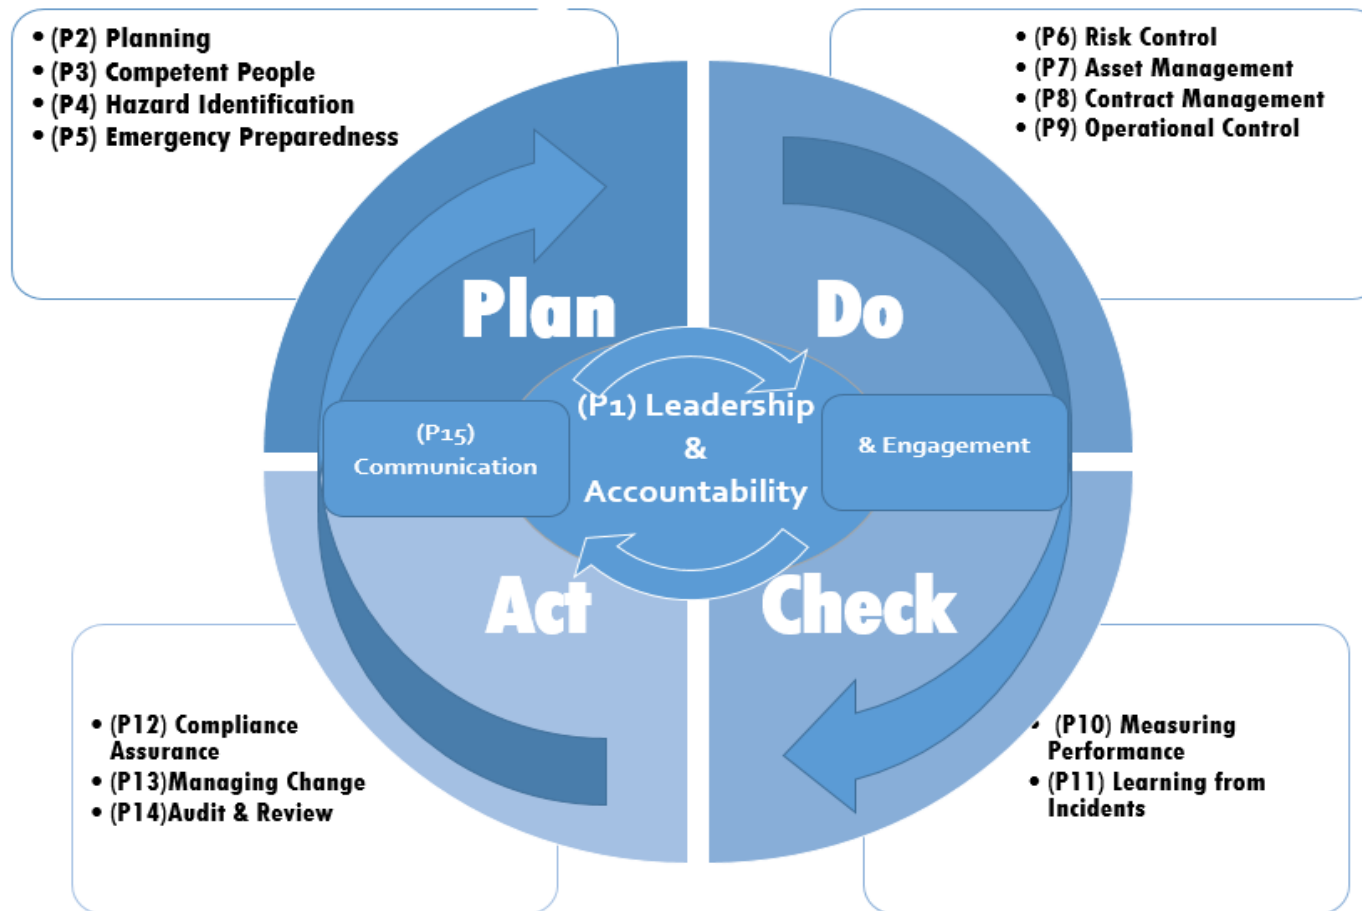 • (P2) Planning
• (P3) Competent People
• (P4) Hazard Identification
• (P5) Emergency Preparedness
• (P6) Risk Control
• (P7) Asset Management
• (P8) Contract Management
• (P9) Operational Control
Plan
Do
(P15)
Communication
(P1) Leadership
&
Accountability
& Engagement
Act
Check
• (P12) Compliance
Assurance
• (P13)Managing Change
• (P14)Audit & Review
• (P10) Measuring
Performance
• (P11) Learning from
Incidents